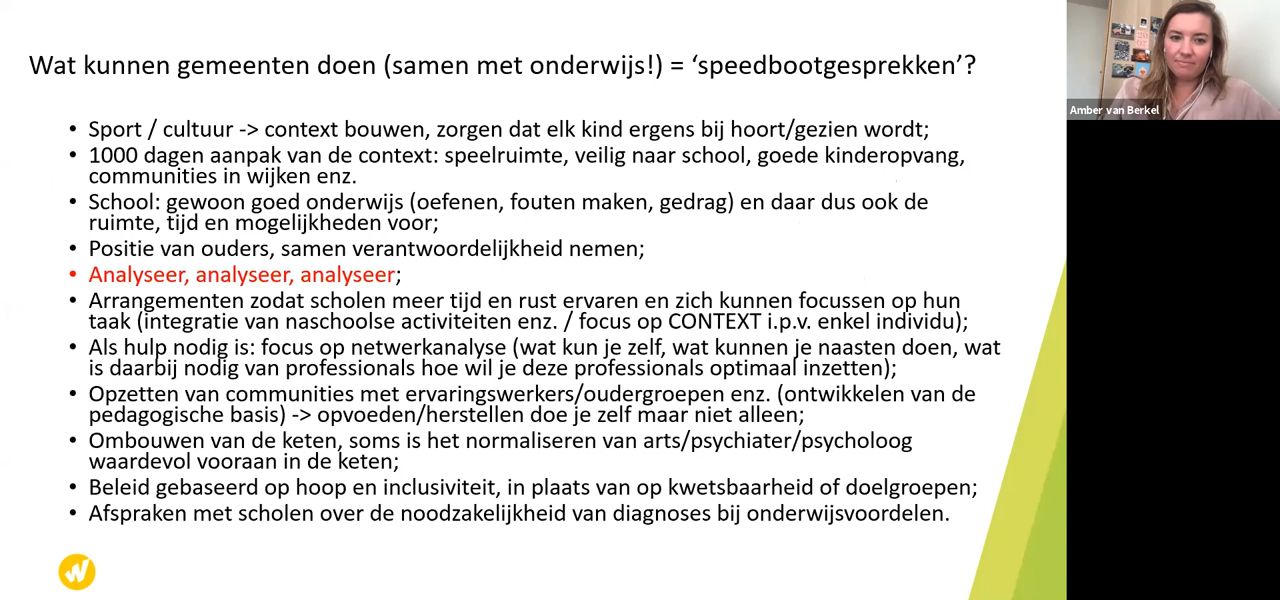 Wat kunnen gemeenten doen (samen met onderwijs!) = ‘speedbootgesprekken’?
Amber van Berkel
• Sport / cultuur -> context bouwen, zorgen dat elk kind ergens bij hoort/gezien wordt;
• 1000 dagen aanpak van de context: speelruimte, veilig naar school, goede kinderopvang,
communities in wijken enz.
• School: gewoon goed onderwijs (oefenen, fouten maken, gedrag) en daar dus ook de
ruimte, tijd en mogelijkheden voor;
• Positie van ouders, samen verantwoordelijkheid nemen;
• Analyseer, analyseer, analyseer;
• Arrangementen zodat scholen meer tijd en rust ervaren en zich kunnen focussen op hun
taak (integratie van naschoolse activiteiten enz. / focus op CONTEXT i.p.v. enkel individu);
• Als hulp nodig is: focus op netwerkanalyse (wat kun je zelf, wat kunnen je naasten doen, wat
is daarbij nodig van professionals hoe wil je deze professionals optimaal inzetten);
• Opzetten van communities met ervaringswerkers/oudergroepen enz. (ontwikkelen van de
pedagogische basis) -> opvoeden/herstellen doe je zelf maar niet alleen;
• Ombouwen van de keten, soms is het normaliseren van arts/psychiater/psycholoog
waardevol vooraan in de keten;
• Beleid gebaseerd op hoop en inclusiviteit, in plaats van op kwetsbaarheid of doelgroepen;
• Afspraken met scholen over de noodzakelijkheid van diagnoses bij onderwijsvoordelen.